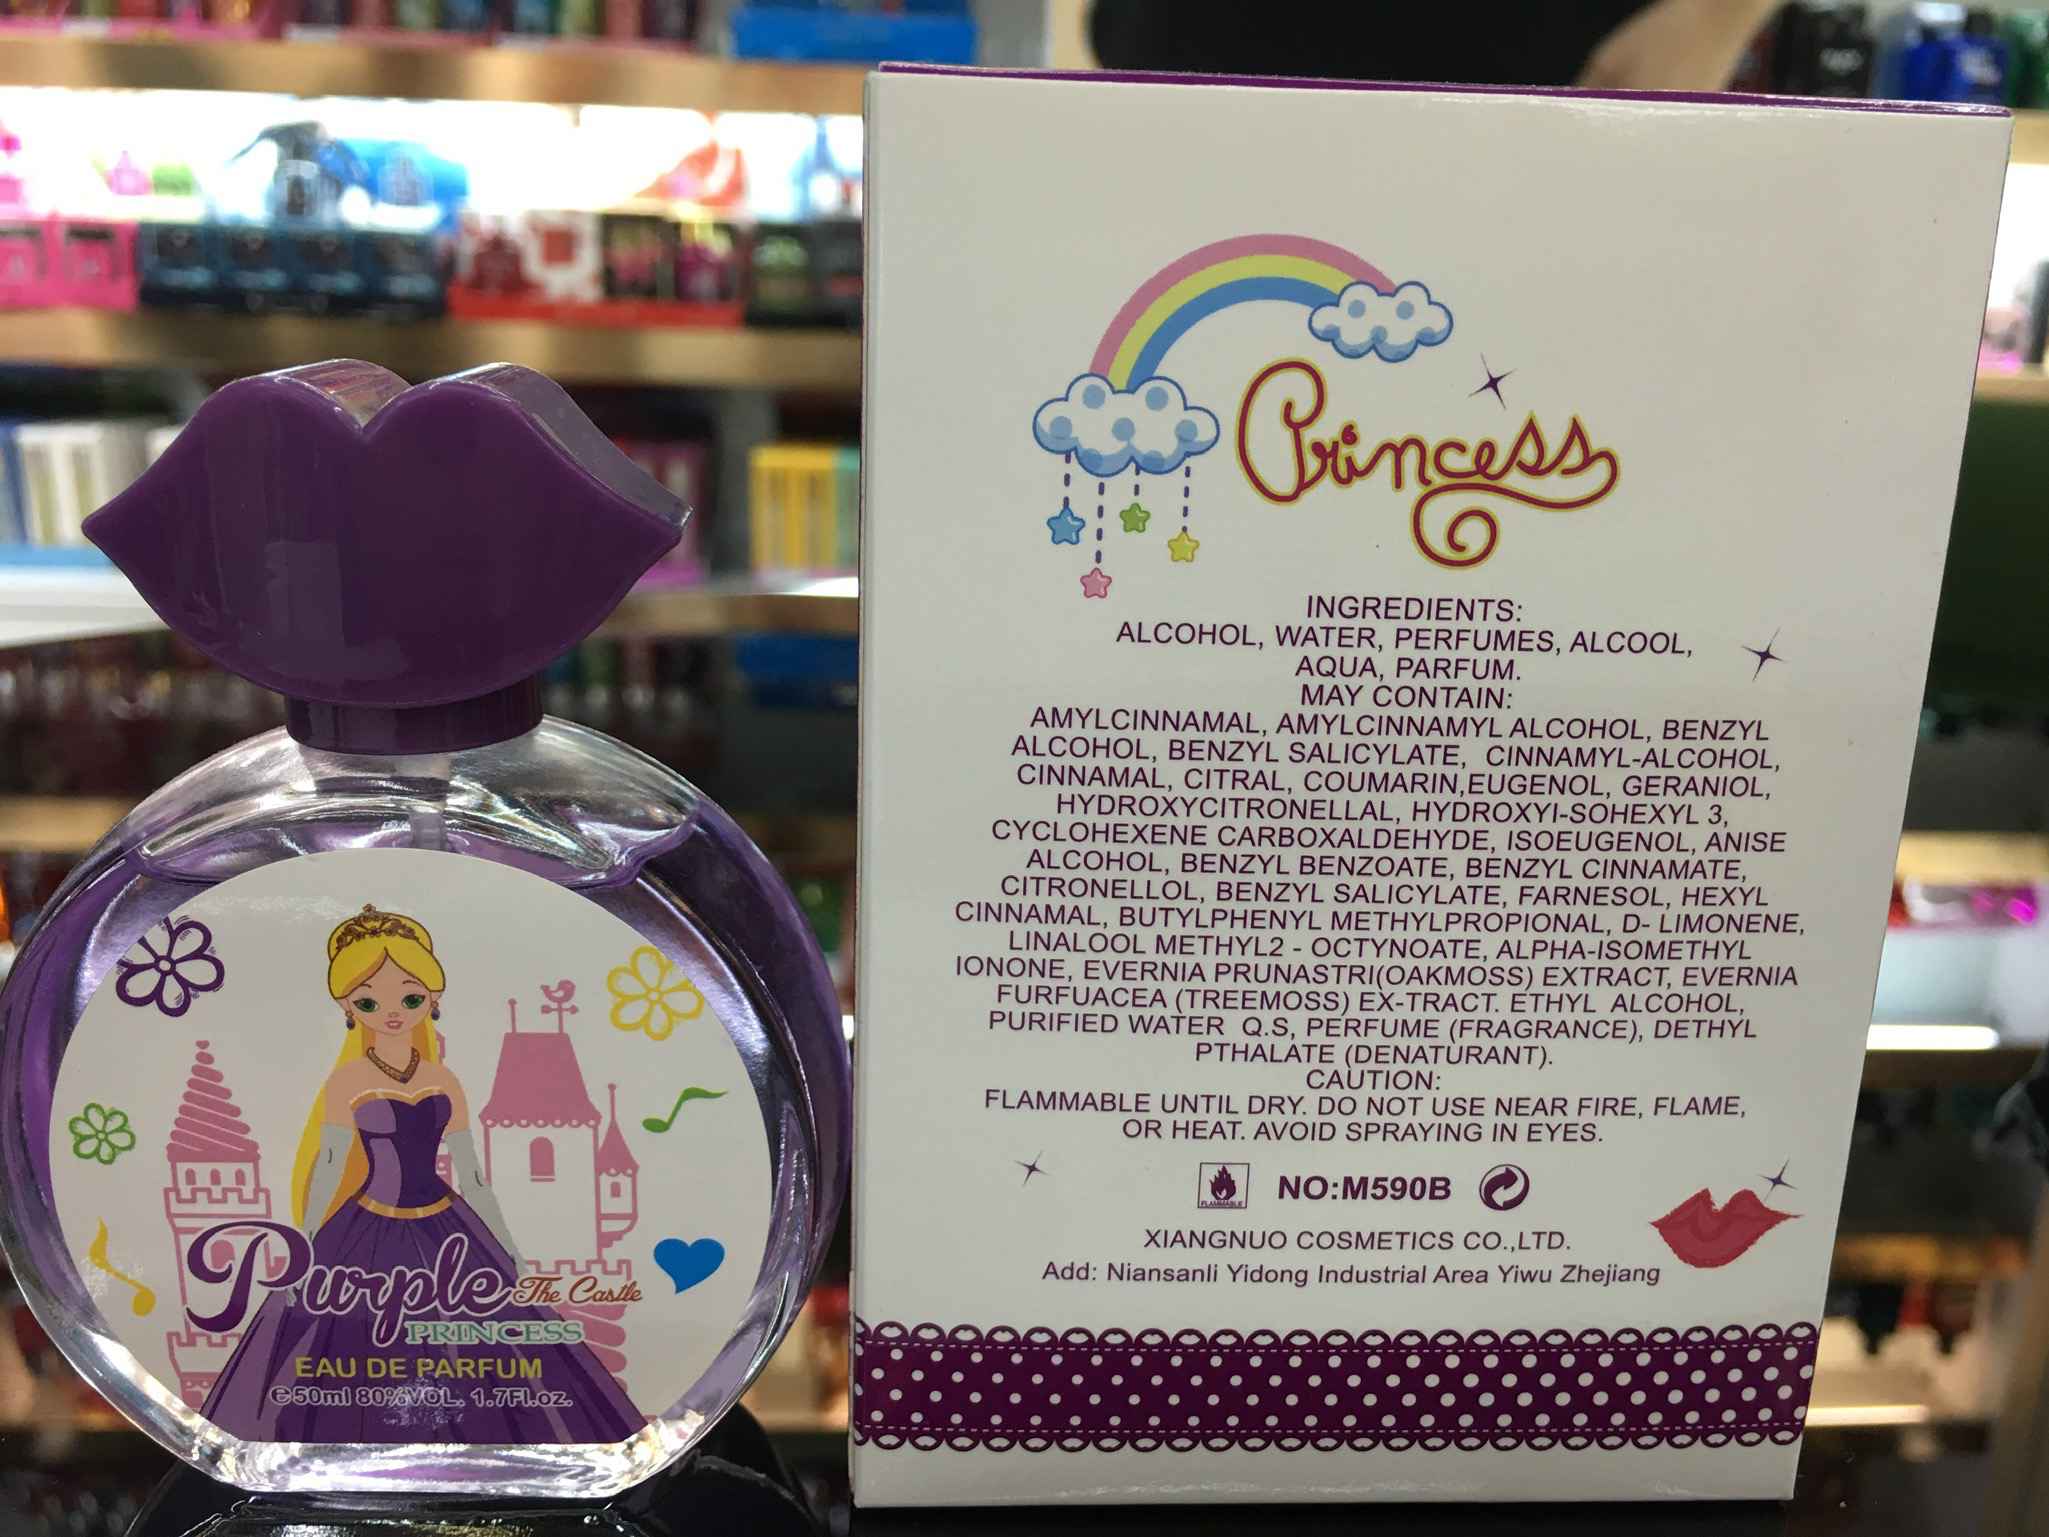 Purple The Castle
PRINCESS
EAU DE PARFUM
℮50ml 80%VOL. 1.7Fl.oz.
Princess
INGREDIENTS:
ALCOHOL, WATER, PERFUMES, ALCOOL,
AQUA, PARFUM.
MAY CONTAIN:
AMYLCINNAMAL, AMYLCINNAMYL ALCOHOL, BENZYL
ALCOHOL, BENZYL SALICYLATE, CINNAMYL-ALCOHOL,
CINNAMAL, CITRAL, COUMARIN,EUGENOL, GERANIOL,
HYDROXYCITRONELLAL, HYDROXYI-SOHEXYL 3,
CYCLOHEXENE CARBOXALDEHYDE, ISOEUGENOL, ANISE
ALCOHOL, BENZYL BENZOATE, BENZYL CINNAMATE,
CITRONELLOL, BENZYL SALICYLATE, FARNESOL, HEXYL
CINNAMAL, BUTYLPHENYL METHYLPROPIONAL, D- LIMONENE,
LINALOOL METHYL2 - OCTYNOATE, ALPHA-ISOMETHYL
IONONE, EVERNIA PRUNASTRI(OAKMOSS) EXTRACT, EVERNIA
FURFUACEA (TREEMOSS) EX-TRACT. ETHYL ALCOHOL,
PURIFIED WATER Q.S, PERFUME (FRAGRANCE), DETHYL
PTHALATE (DENATURANT).
CAUTION:
FLAMMABLE UNTIL DRY. DO NOT USE NEAR FIRE, FLAME,
OR HEAT. AVOID SPRAYING IN EYES.
FLAMMABLE NO:M590B
XIANGNUO COSMETICS CO.,LTD.
Add: Niansanli Yidong Industrial Area Yiwu Zhejiang